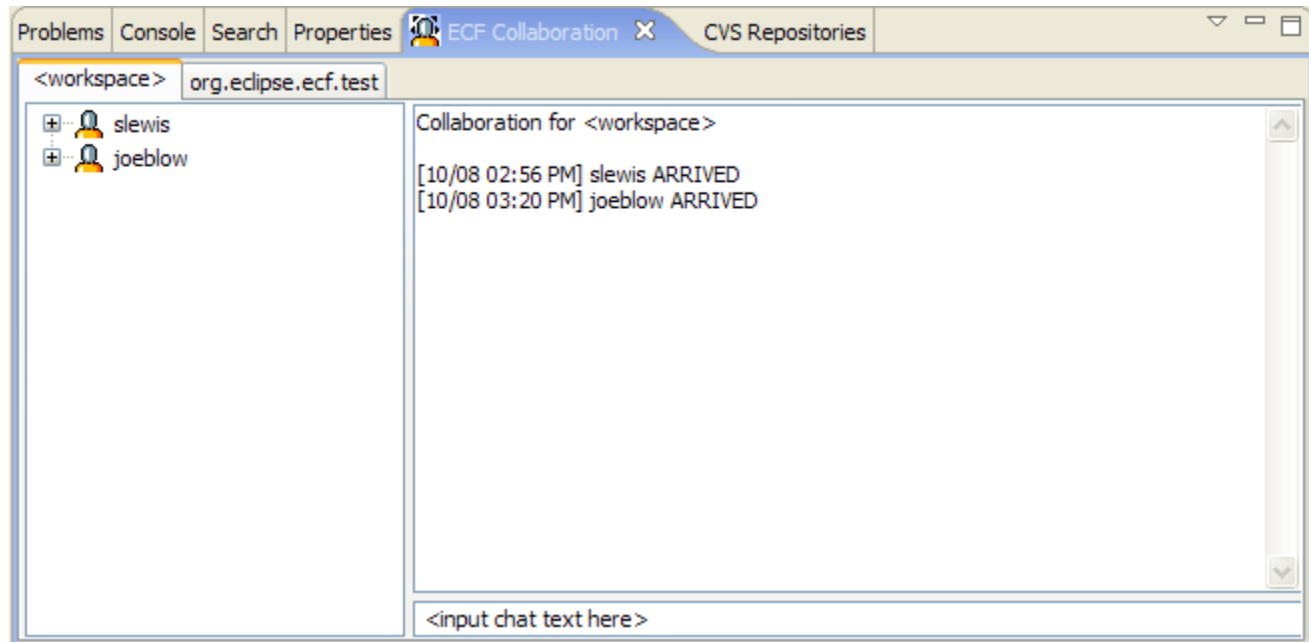 Problems Console Search Properties ECF Collaboration CVS Repositories
<workspace> org.eclipse.ecf.test
slewis
joeblow
Collaboration for <workspace>
[10/08 02:56 PM] slewis ARRIVED
[10/08 03:20 PM] joeblow ARRIVED
<input chat text here>